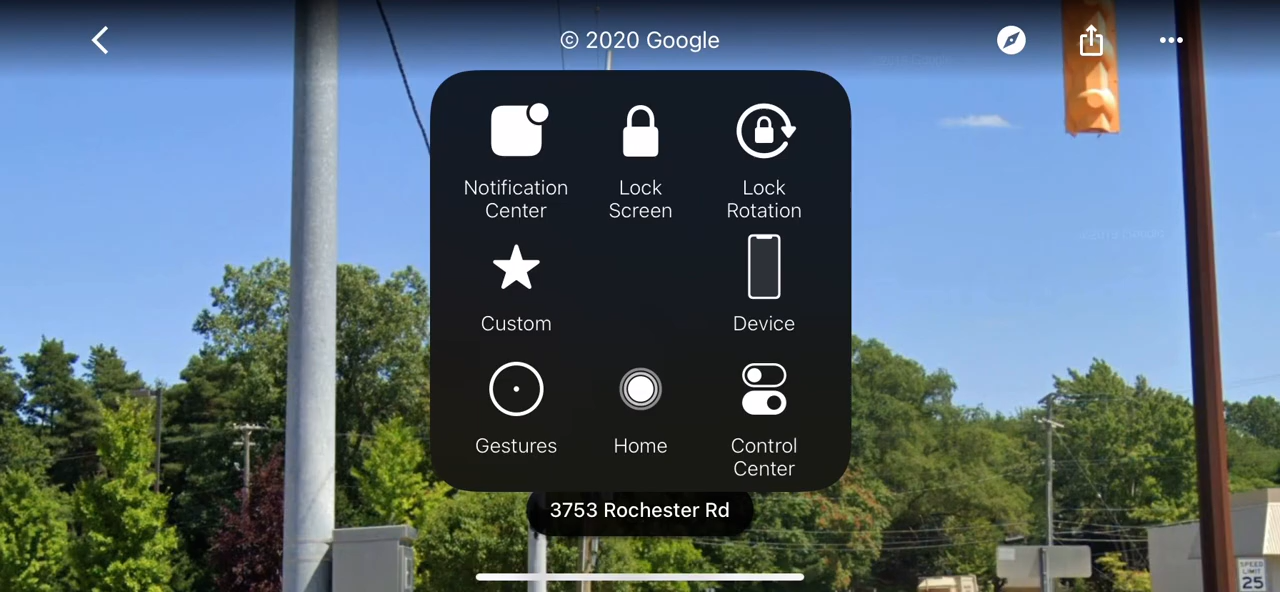 © 2020 Google
Notification
Center
Lock
Screen
Lock
Rotation
Custom
Device
Gestures
Home
Control
Center
3753 Rochester Rd
SPEED
LIMIT
25